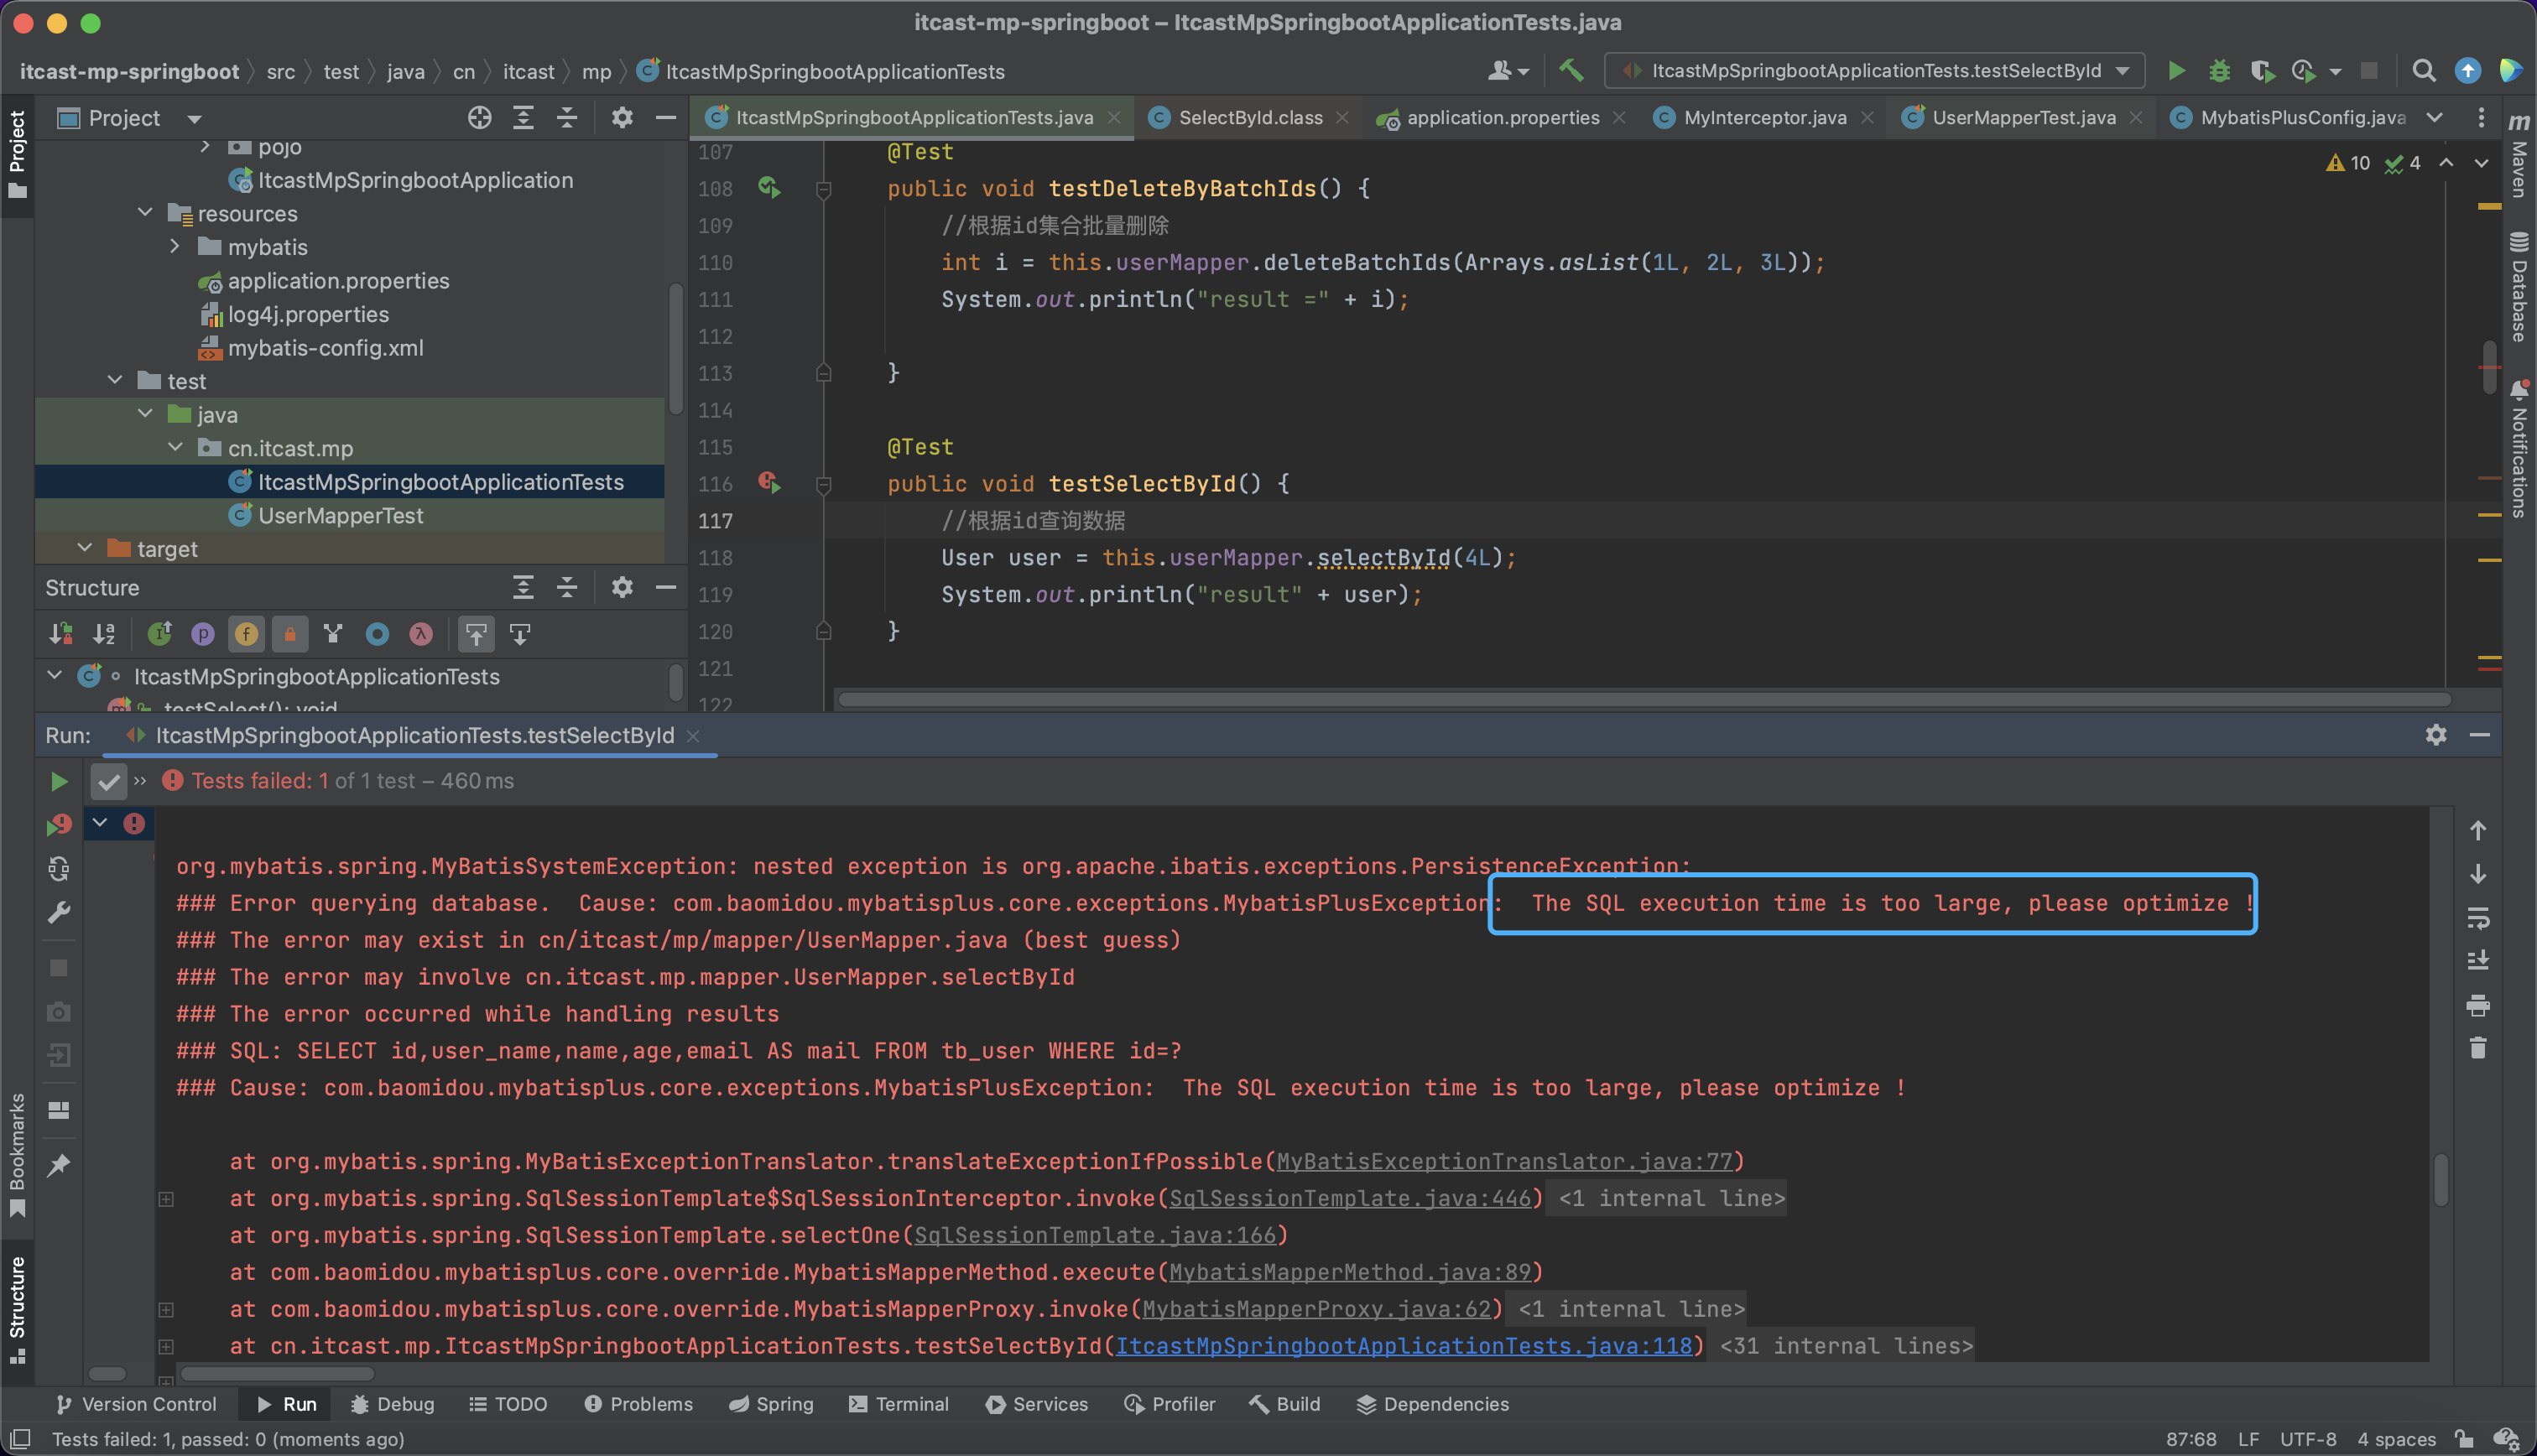 itcast-mp-springboot – ItcastMpSpringbootApplicationTests.java
itcast-mp-springboot src test java cn itcast mp ItcastMpSpringbootApplicationTests
ItcastMpSpringbootApplicationTests.testSelectById
Project
ItcastMpSpringbootApplicationTests.java
SelectById.class
application.properties
MyInterceptor.java
UserMapperTest.java
MybatisPlusConfig.java
Project
pojo
ItcastMpSpringbootApplication
resources
mybatis
application.properties
log4j.properties
mybatis-config.xml
test
java
cn.itcast.mp
ItcastMpSpringbootApplicationTests
UserMapperTest
target
Structure
ItcastMpSpringbootApplicationTests
testSelect(): void
10 4
107 @Test
108 public void testDeleteByBatchIds() {
109 //根据id集合批量删除
110 int i = this.userMapper.deleteBatchIds(Arrays.asList(1L, 2L, 3L));
111 System.out.println("result =" + i);
112
113 }
114
115 @Test
116 public void testSelectById() {
117 //根据id查询数据
118 User user = this.userMapper.selectById(4L);
119 System.out.println("result" + user);
120 }
121
122
Maven
Database
Notifications
Run: ItcastMpSpringbootApplicationTests.testSelectById
Tests failed: 1 of 1 test – 460 ms
org.mybatis.spring.MyBatisSystemException: nested exception is org.apache.ibatis.exceptions.PersistenceException:
### Error querying database.  Cause: com.baomidou.mybatisplus.core.exceptions.MybatisPlusException:  The SQL execution time is too large, please optimize !
### The error may exist in cn/itcast/mp/mapper/UserMapper.java (best guess)
### The error may involve cn.itcast.mp.mapper.UserMapper.selectById
### The error occurred while handling results
### SQL: SELECT id,user_name,name,age,email AS mail FROM tb_user WHERE id=?
### Cause: com.baomidou.mybatisplus.core.exceptions.MybatisPlusException:  The SQL execution time is too large, please optimize !
at org.mybatis.spring.MyBatisExceptionTranslator.translateExceptionIfPossible(MyBatisExceptionTranslator.java:77)
at org.mybatis.spring.SqlSessionTemplate$SqlSessionInterceptor.invoke(SqlSessionTemplate.java:446) <1 internal line>
at org.mybatis.spring.SqlSessionTemplate.selectOne(SqlSessionTemplate.java:166)
at com.baomidou.mybatisplus.core.override.MybatisMapperMethod.execute(MybatisMapperMethod.java:89)
at com.baomidou.mybatisplus.core.override.MybatisMapperProxy.invoke(MybatisMapperProxy.java:62) <1 internal line>
at cn.itcast.mp.ItcastMpSpringbootApplicationTests.testSelectById(ItcastMpSpringbootApplicationTests.java:118) <31 internal lines>
Bookmarks
Structure
Version Control Run Debug TODO Problems Spring Terminal Services Profiler Build Dependencies
Tests failed: 1, passed: 0 (moments ago)
87:68 LF UTF-8 4 spaces